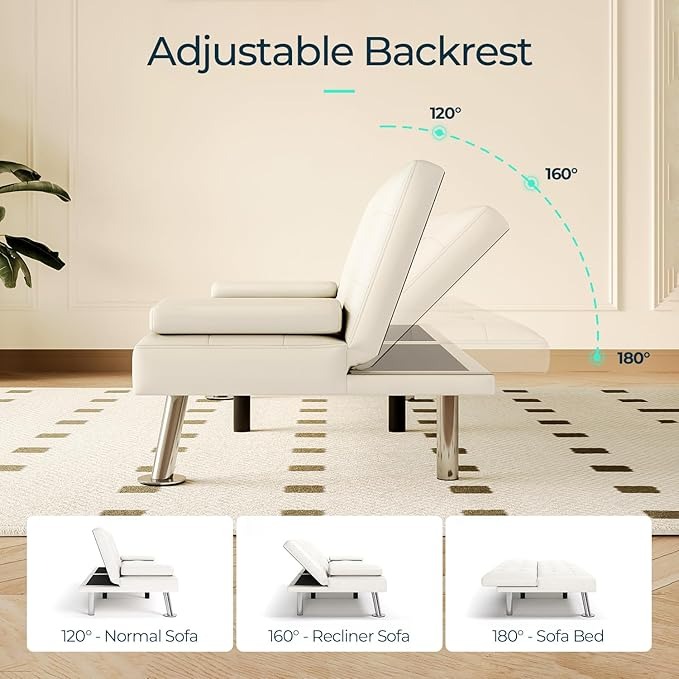 Adjustable Backrest
120°
160°
180°
120° - Normal Sofa
160° - Recliner Sofa
180° - Sofa Bed